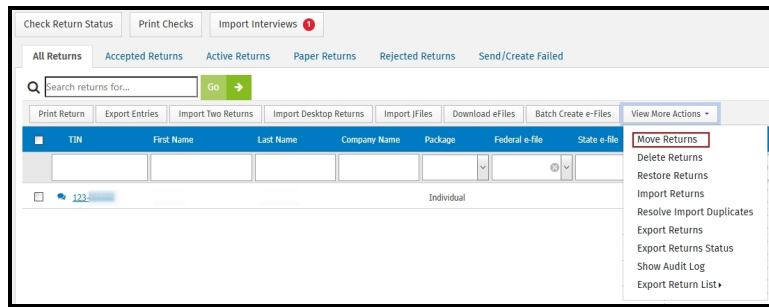 Check Return Status Print Checks Import Interviews 1
All Returns Accepted Returns Active Returns Paper Returns Rejected Returns Send/Create Failed
Search returns for... Go
Print Return Export Entries Import Two Returns Import Desktop Returns Import JFiles Download eFiles Batch Create e-Files View More Actions
TIN First Name Last Name Company Name Package Federal e-file State e-file
123- Individual
Move Returns
Delete Returns
Restore Returns
Import Returns
Resolve Import Duplicates
Export Returns
Export Returns Status
Show Audit Log
Export Return List